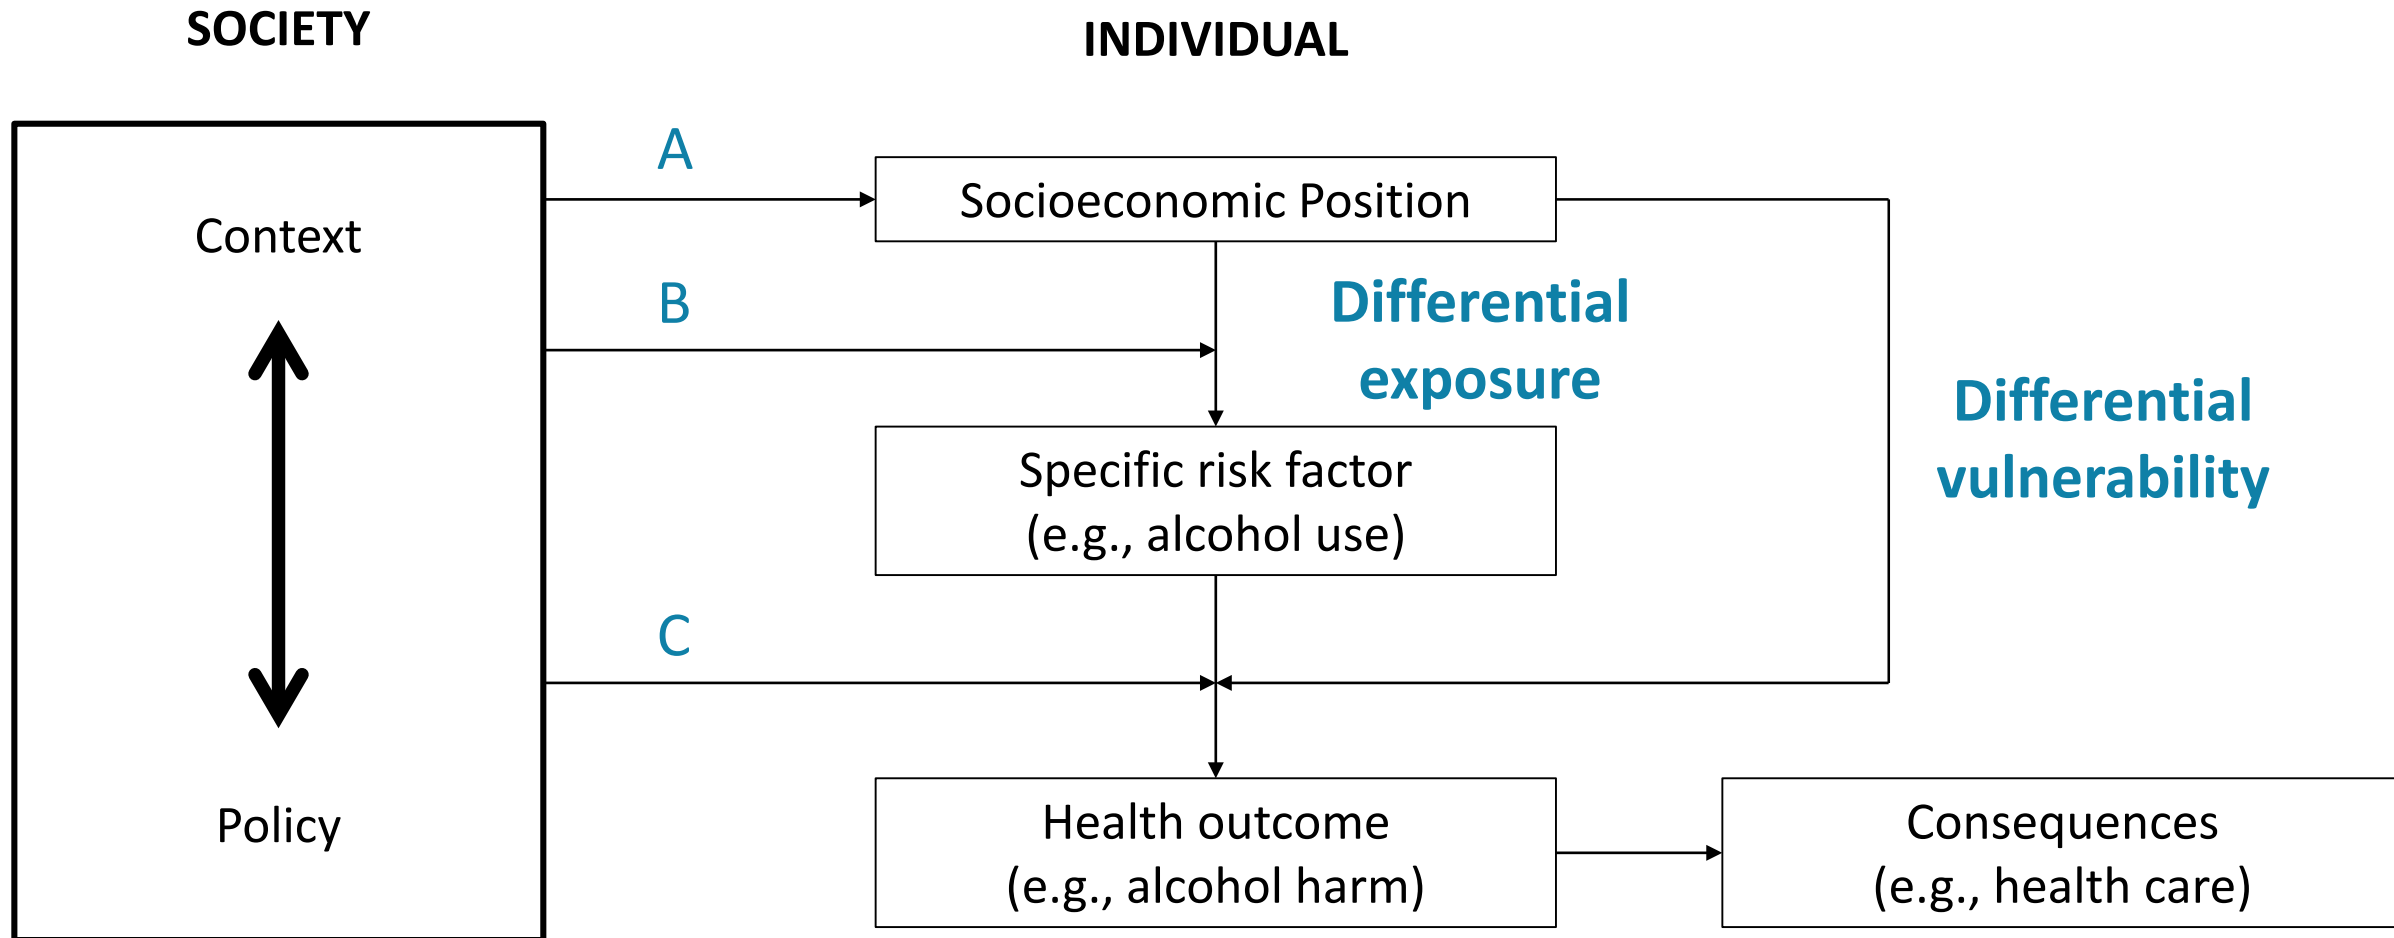 SOCIETY
INDIVIDUAL
A
Socioeconomic Position
Context
B
Differential
exposure
Differential
vulnerability
Specific risk factor
(e.g., alcohol use)
C
Policy
Health outcome
(e.g., alcohol harm)
Consequences
(e.g., health care)